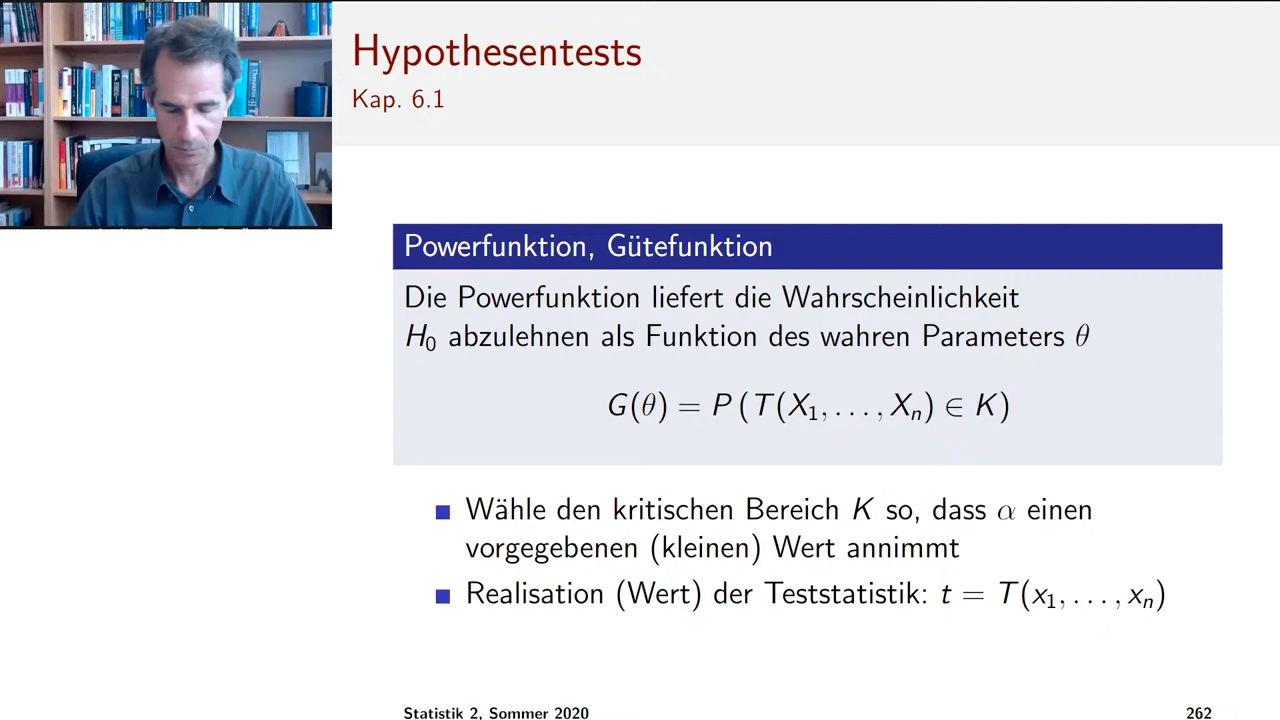 Hypothesentests
Kap. 6.1
Powerfunktion, Gütefunktion
Die Powerfunktion liefert die Wahrscheinlichkeit
H₀ abzulehnen als Funktion des wahren Parameters θ
G(θ) = P (T(X₁, . . . , Xₙ) ∈ K)
Wähle den kritischen Bereich K so, dass α einen
vorgegebenen (kleinen) Wert annimmt
Realisation (Wert) der Teststatistik: t = T(x₁, . . . , xₙ)
Statistik 2, Sommer 2020
262